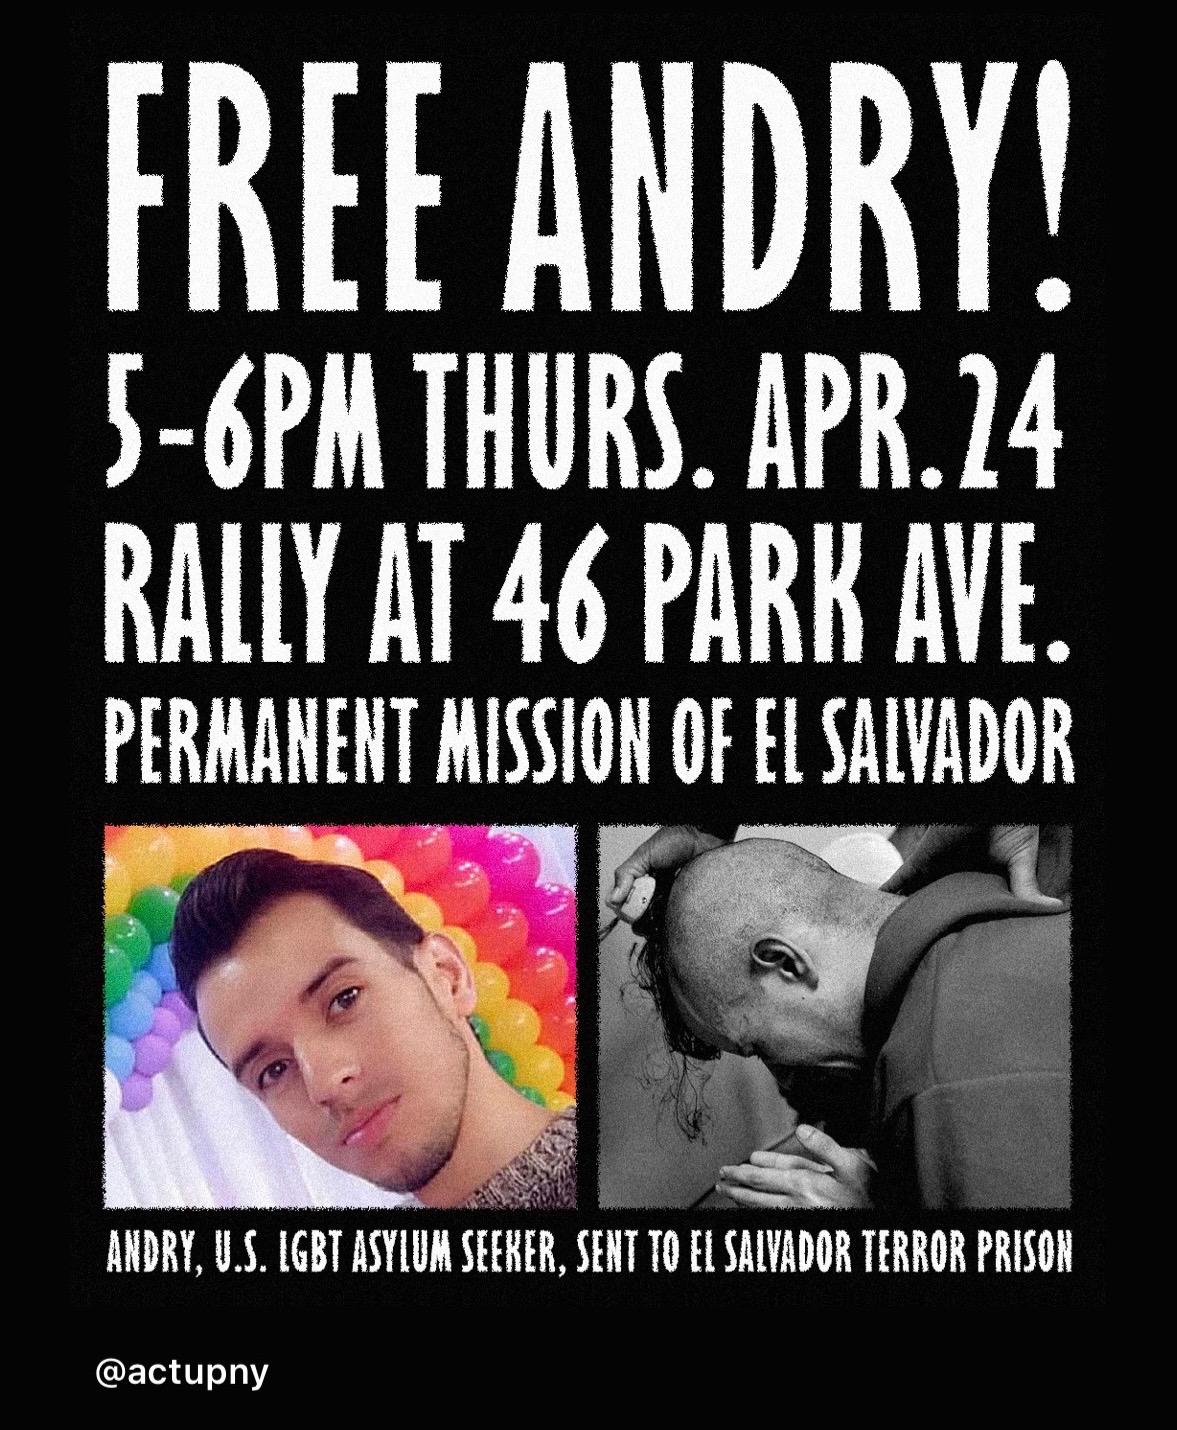 FREE ANDRY!
5-6PM THURS. APR.24
RALLY AT 46 PARK AVE.
PERMANENT MISSION OF EL SALVADOR
ANDRY, U.S. LGBT ASYLUM SEEKER, SENT TO EL SALVADOR TERROR PRISON
@actupny